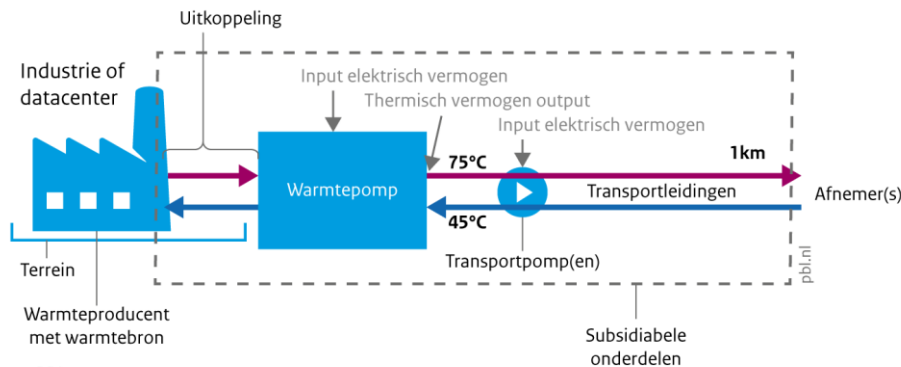 Uitkoppeling
Industrie of
datacenter
Input elektrisch vermogen
Thermisch vermogen output
Input elektrisch vermogen
75°C
1km
Warmtepomp
Transportleidingen
Afnemer(s)
45°C
Terrein
Transportpomp(en)
pbl.nl
Warmteproducent
met warmtebron
Subsidiabele
onderdelen